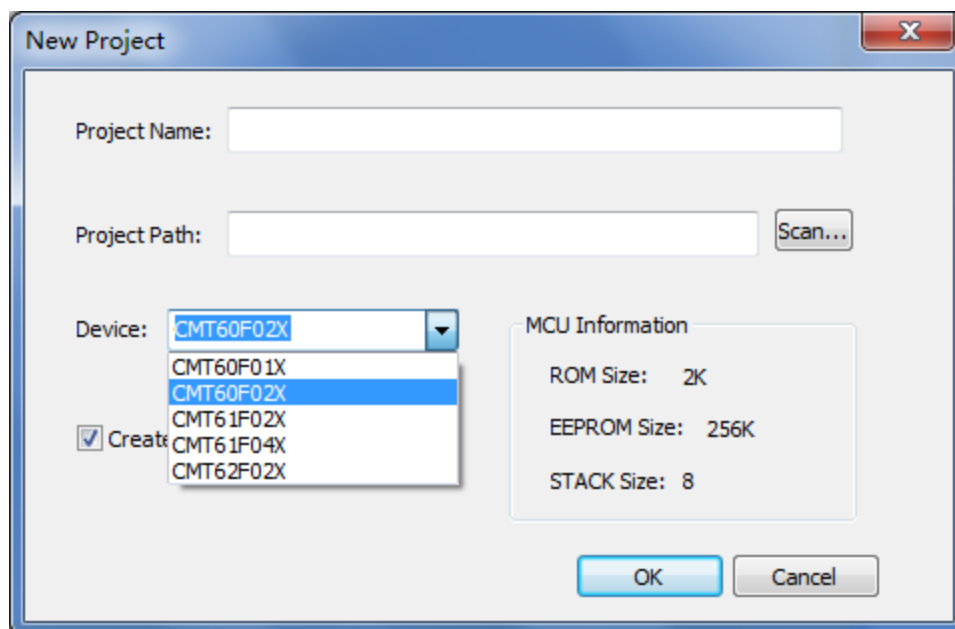 New Project
Project Name:
Project Path:
Scan...
Device: CMT60F02X
CMT60F01X
CMT60F02X
CMT61F02X
CMT61F04X
CMT62F02X
Create
MCU Information
ROM Size: 2K
EEPROM Size: 256K
STACK Size: 8
OK
Cancel